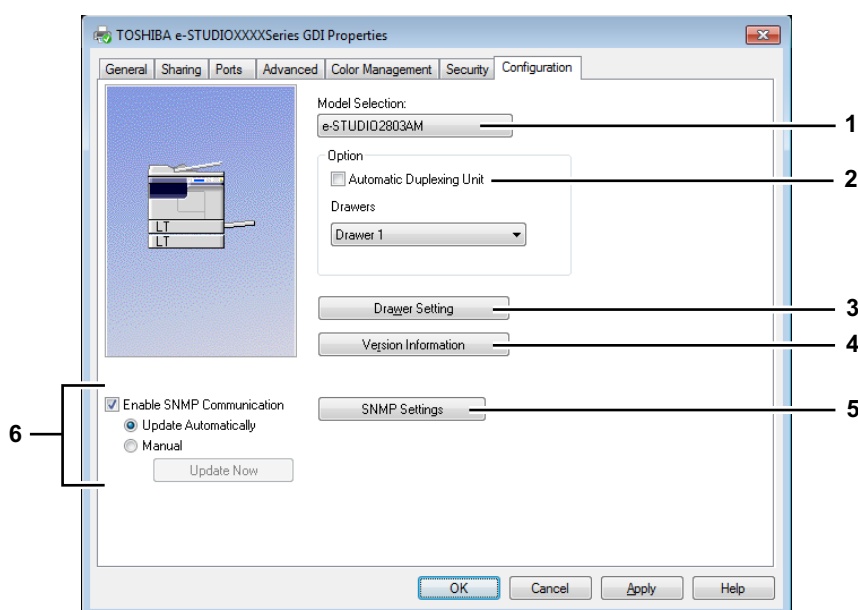 TOSHIBA e-STUDIOXXXXSeries GDI Properties
General Sharing Ports Advanced Color Management Security Configuration
Model Selection:
e-STUDIO2803AM
1
Option
Automatic Duplexing Unit
2
Drawers
Drawer 1
LT
LT
Drawer Setting
3
Version Information
4
Enable SNMP Communication
SNMP Settings
5
Update Automatically
6
Manual
Update Now
OK Cancel Apply Help